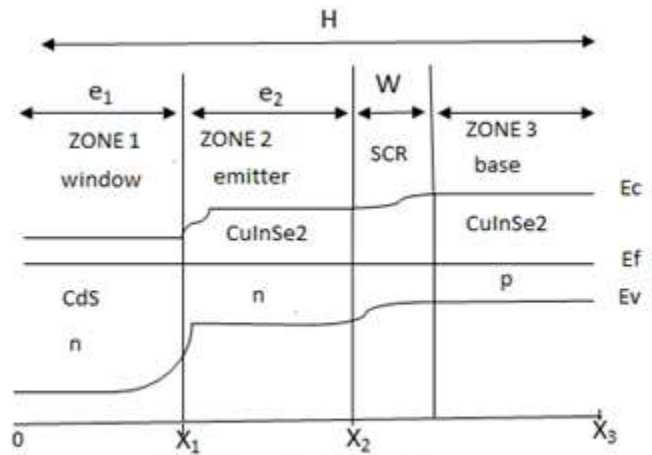 H
e₁ e₂ W
ZONE 1 ZONE 2 ZONE 3
window emitter SCR base
Ec
CuInSe2 CuInSe2
Ef
CdS n p Ev
n
0 X₁ X₂ X₃